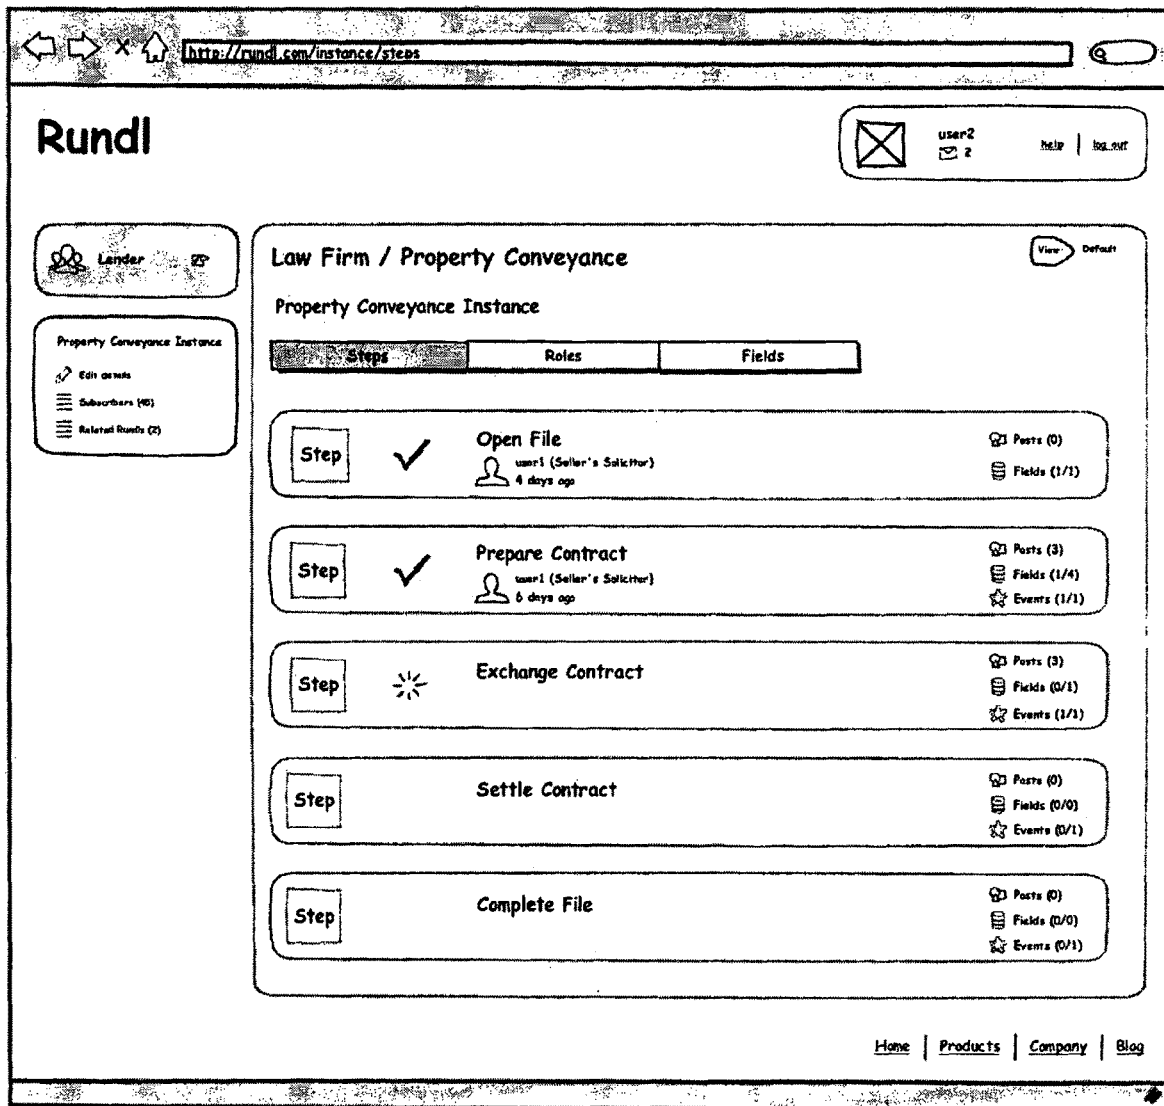 http://rundl.com/instance/steps
Rundl
user2
2
help | log out
Lender
Property Conveyance Instance
Edit details
Subscribers (45)
Related Rundls (2)
Law Firm / Property Conveyance
View Default
Property Conveyance Instance
Steps Roles Fields
Step
Open File
user1 (Seller's Solicitor)
4 days ago
Posts (0)
Fields (1/1)
Step
Prepare Contract
user1 (Seller's Solicitor)
6 days ago
Posts (3)
Fields (1/4)
Events (1/1)
Step
Exchange Contract
Posts (3)
Fields (0/1)
Events (1/1)
Step
Settle Contract
Posts (0)
Fields (0/0)
Events (0/1)
Step
Complete File
Posts (0)
Fields (0/0)
Events (0/1)
Home | Products | Company | Blog